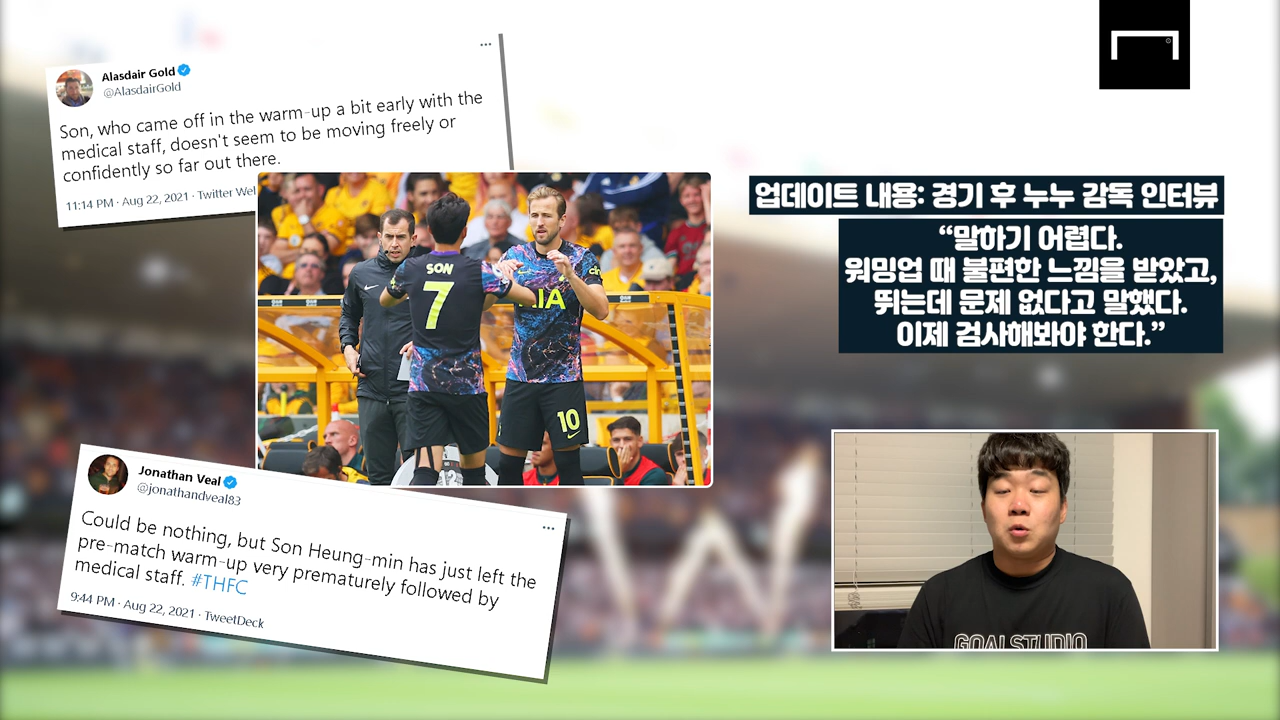 Alasdair Gold
@AlasdairGold
Son, who came off in the warm-up a bit early with the
medical staff, doesn't seem to be moving freely or
confidently so far out there.
11:14 PM · Aug 22, 2021 · Twitter We
SON
7
10
업데이트 내용: 경기 후 누누 감독 인터뷰
“말하기 어렵다.
워밍업 때 불편한 느낌을 받았고,
뛰는데 문제 없다고 말했다.
이제 검사해봐야 한다.”
Jonathan Veal
@jonathandveal83
Could be nothing, but Son Heung-min has just left the
pre-match warm-up very prematurely followed by
medical staff. #THFC
9:44 PM · Aug 22, 2021 · TweetDeck
GOALSTUDIO